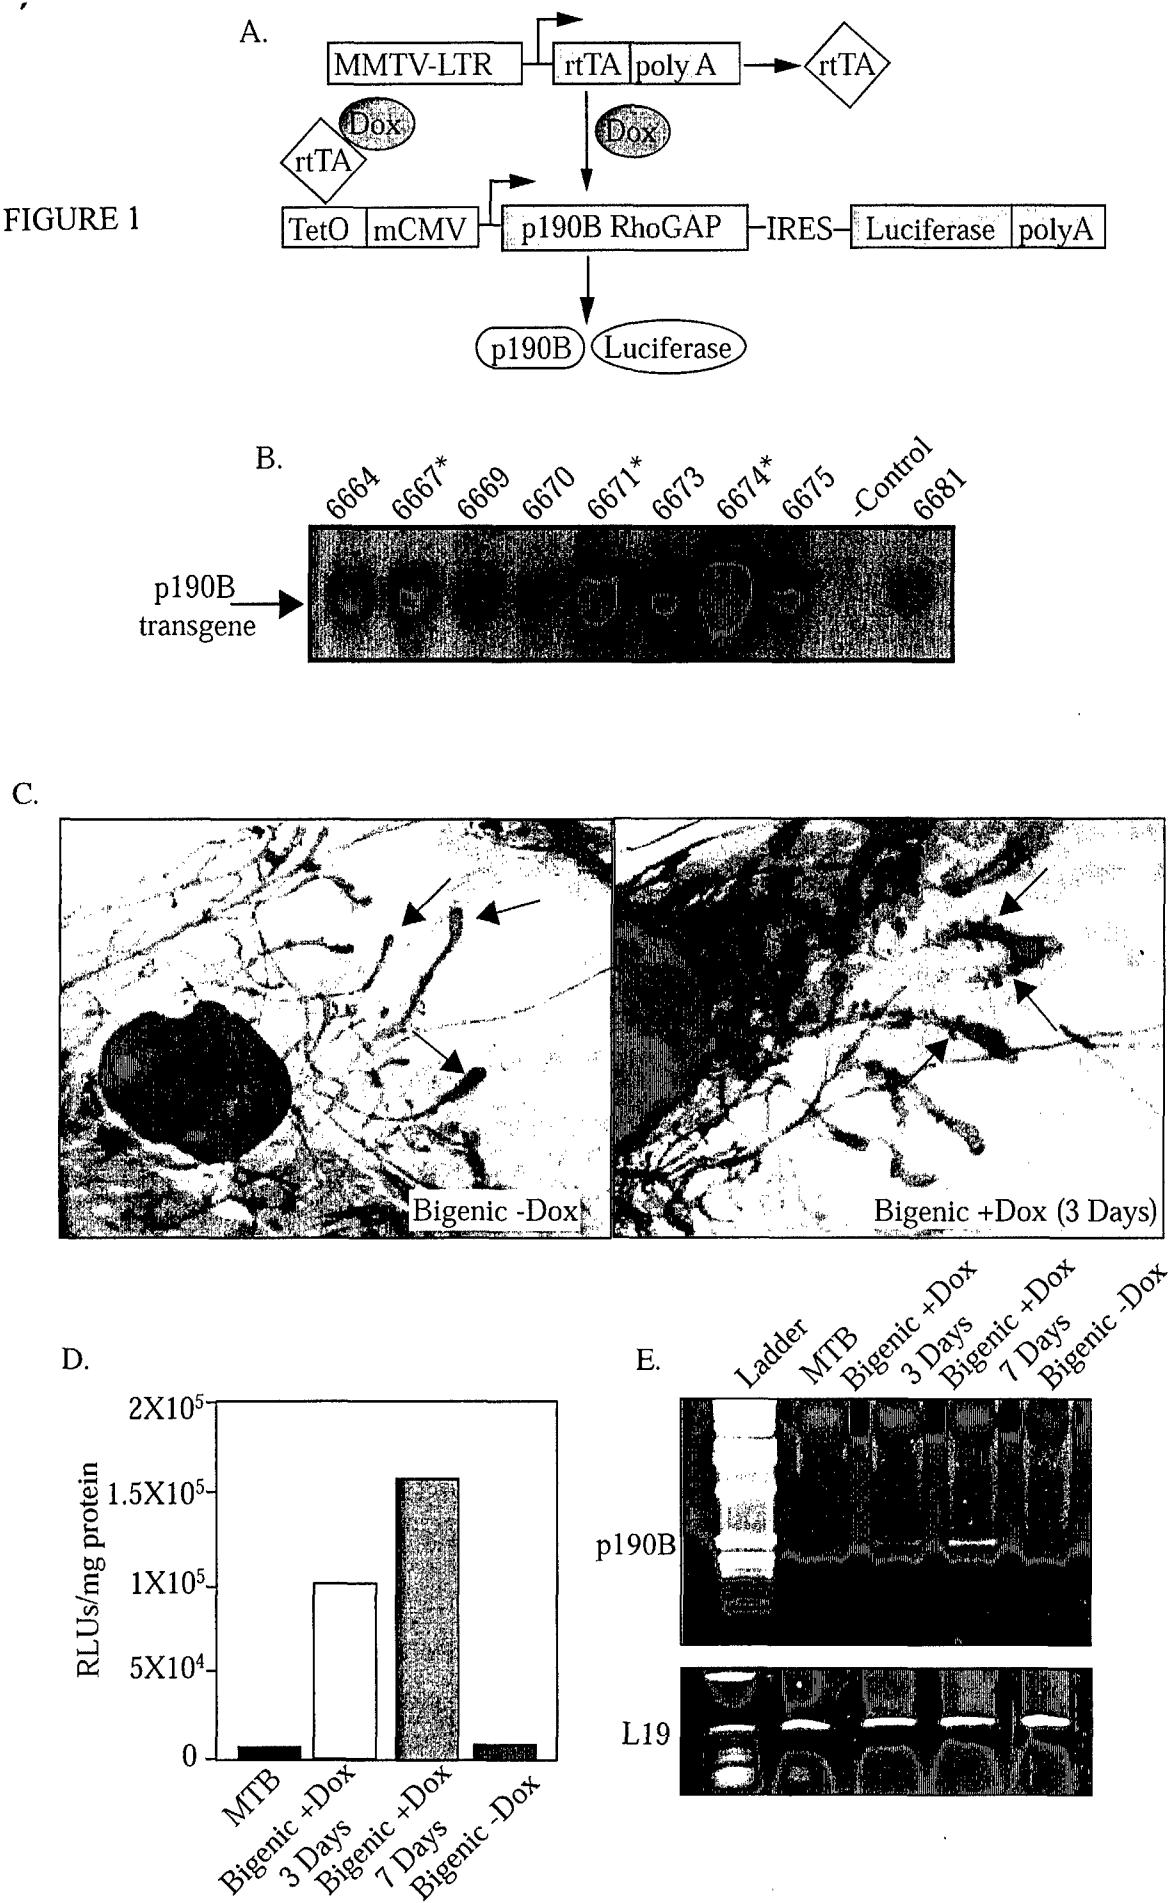 A.
MMTV-LTR rtTA poly A rtTA
Dox Dox
rtTA
FIGURE 1
TetO mCMV p190B RhoGAP IRES Luciferase polyA
p190B Luciferase
B.
6664 6667* 6669 6670 6671* 6673 6674* 6675 -Control 6681
p190B
transgene
C.
Bigenic -Dox
Bigenic +Dox (3 Days)
D.
RLUs/mg protein
2X10⁵
1.5X10⁵
1X10⁵
5X10⁴
0
MTB
Bigenic +Dox
3 Days
Bigenic +Dox
7 Days
Bigenic -Dox
E.
Ladder
MTB
Bigenic +Dox
3 Days
Bigenic +Dox
7 Days
Bigenic -Dox
p190B
L19